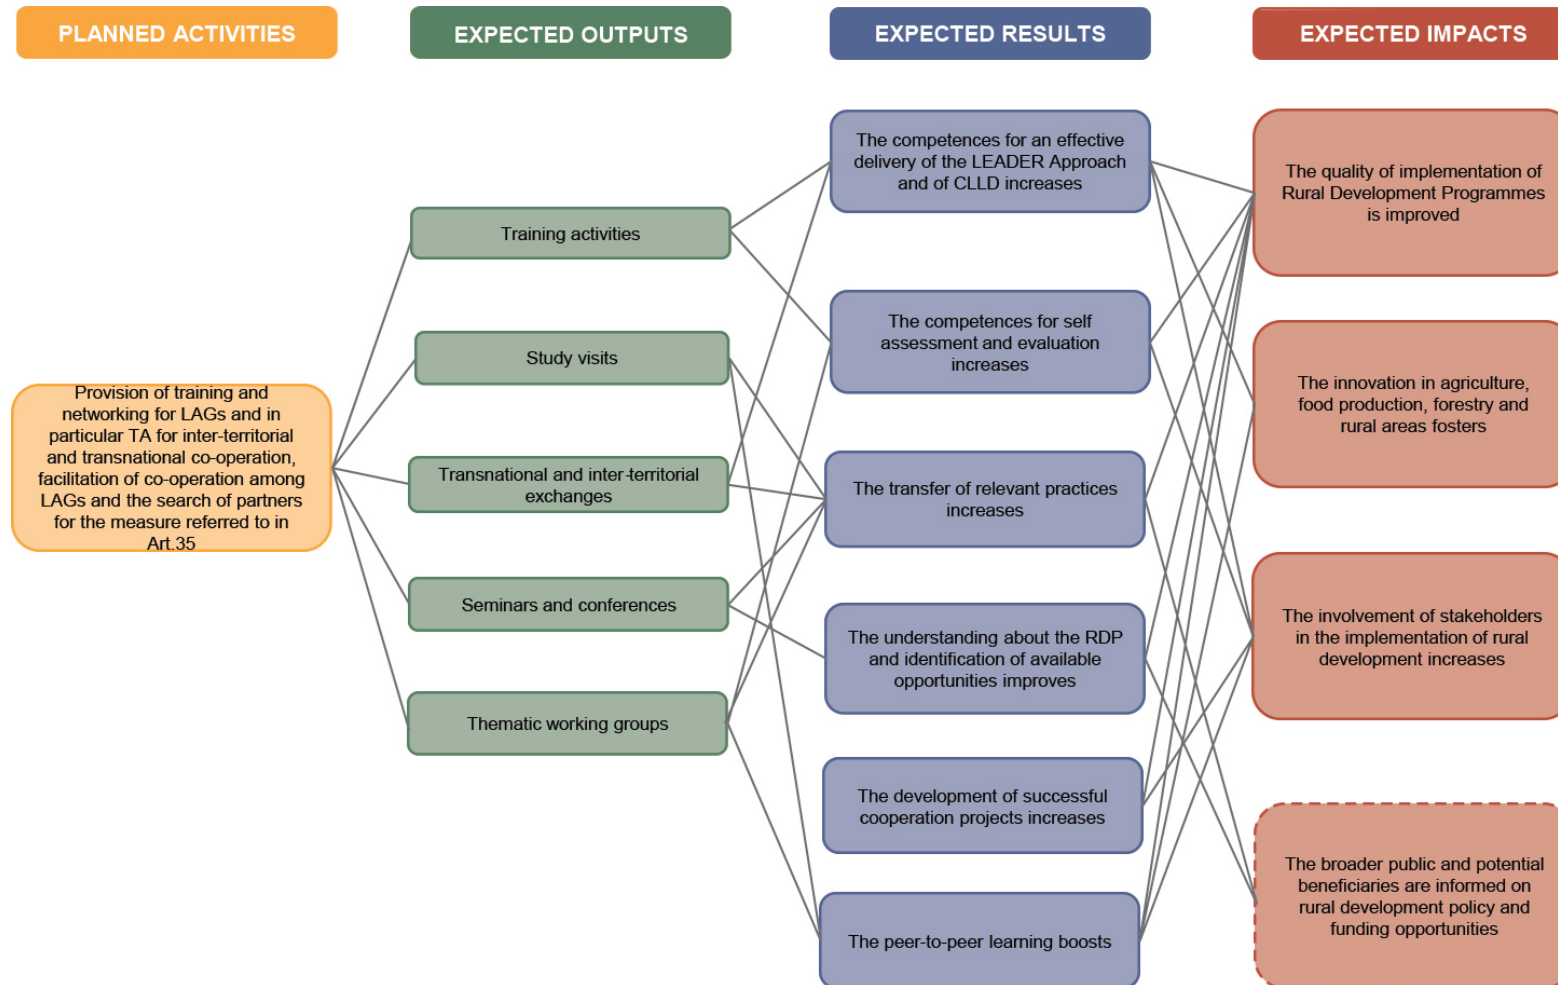 PLANNED ACTIVITIES
EXPECTED OUTPUTS
EXPECTED RESULTS
EXPECTED IMPACTS
Provision of training and
networking for LAGs and in
particular TA for inter-territorial
and transnational co-operation,
facilitation of co-operation among
LAGs and the search of partners
for the measure referred to in
Art.35
Training activities
Study visits
Transnational and inter-territorial
exchanges
Seminars and conferences
Thematic working groups
The competences for an effective
delivery of the LEADER Approach
and of CLLD increases
The competences for self
assessment and evaluation
increases
The transfer of relevant practices
increases
The understanding about the RDP
and identification of available
opportunities improves
The development of successful
cooperation projects increases
The peer-to-peer learning boosts
The quality of implementation of
Rural Development Programmes
is improved
The innovation in agriculture,
food production, forestry and
rural areas fosters
The involvement of stakeholders
in the implementation of rural
development increases
The broader public and potential
beneficiaries are informed on
rural development policy and
funding opportunities